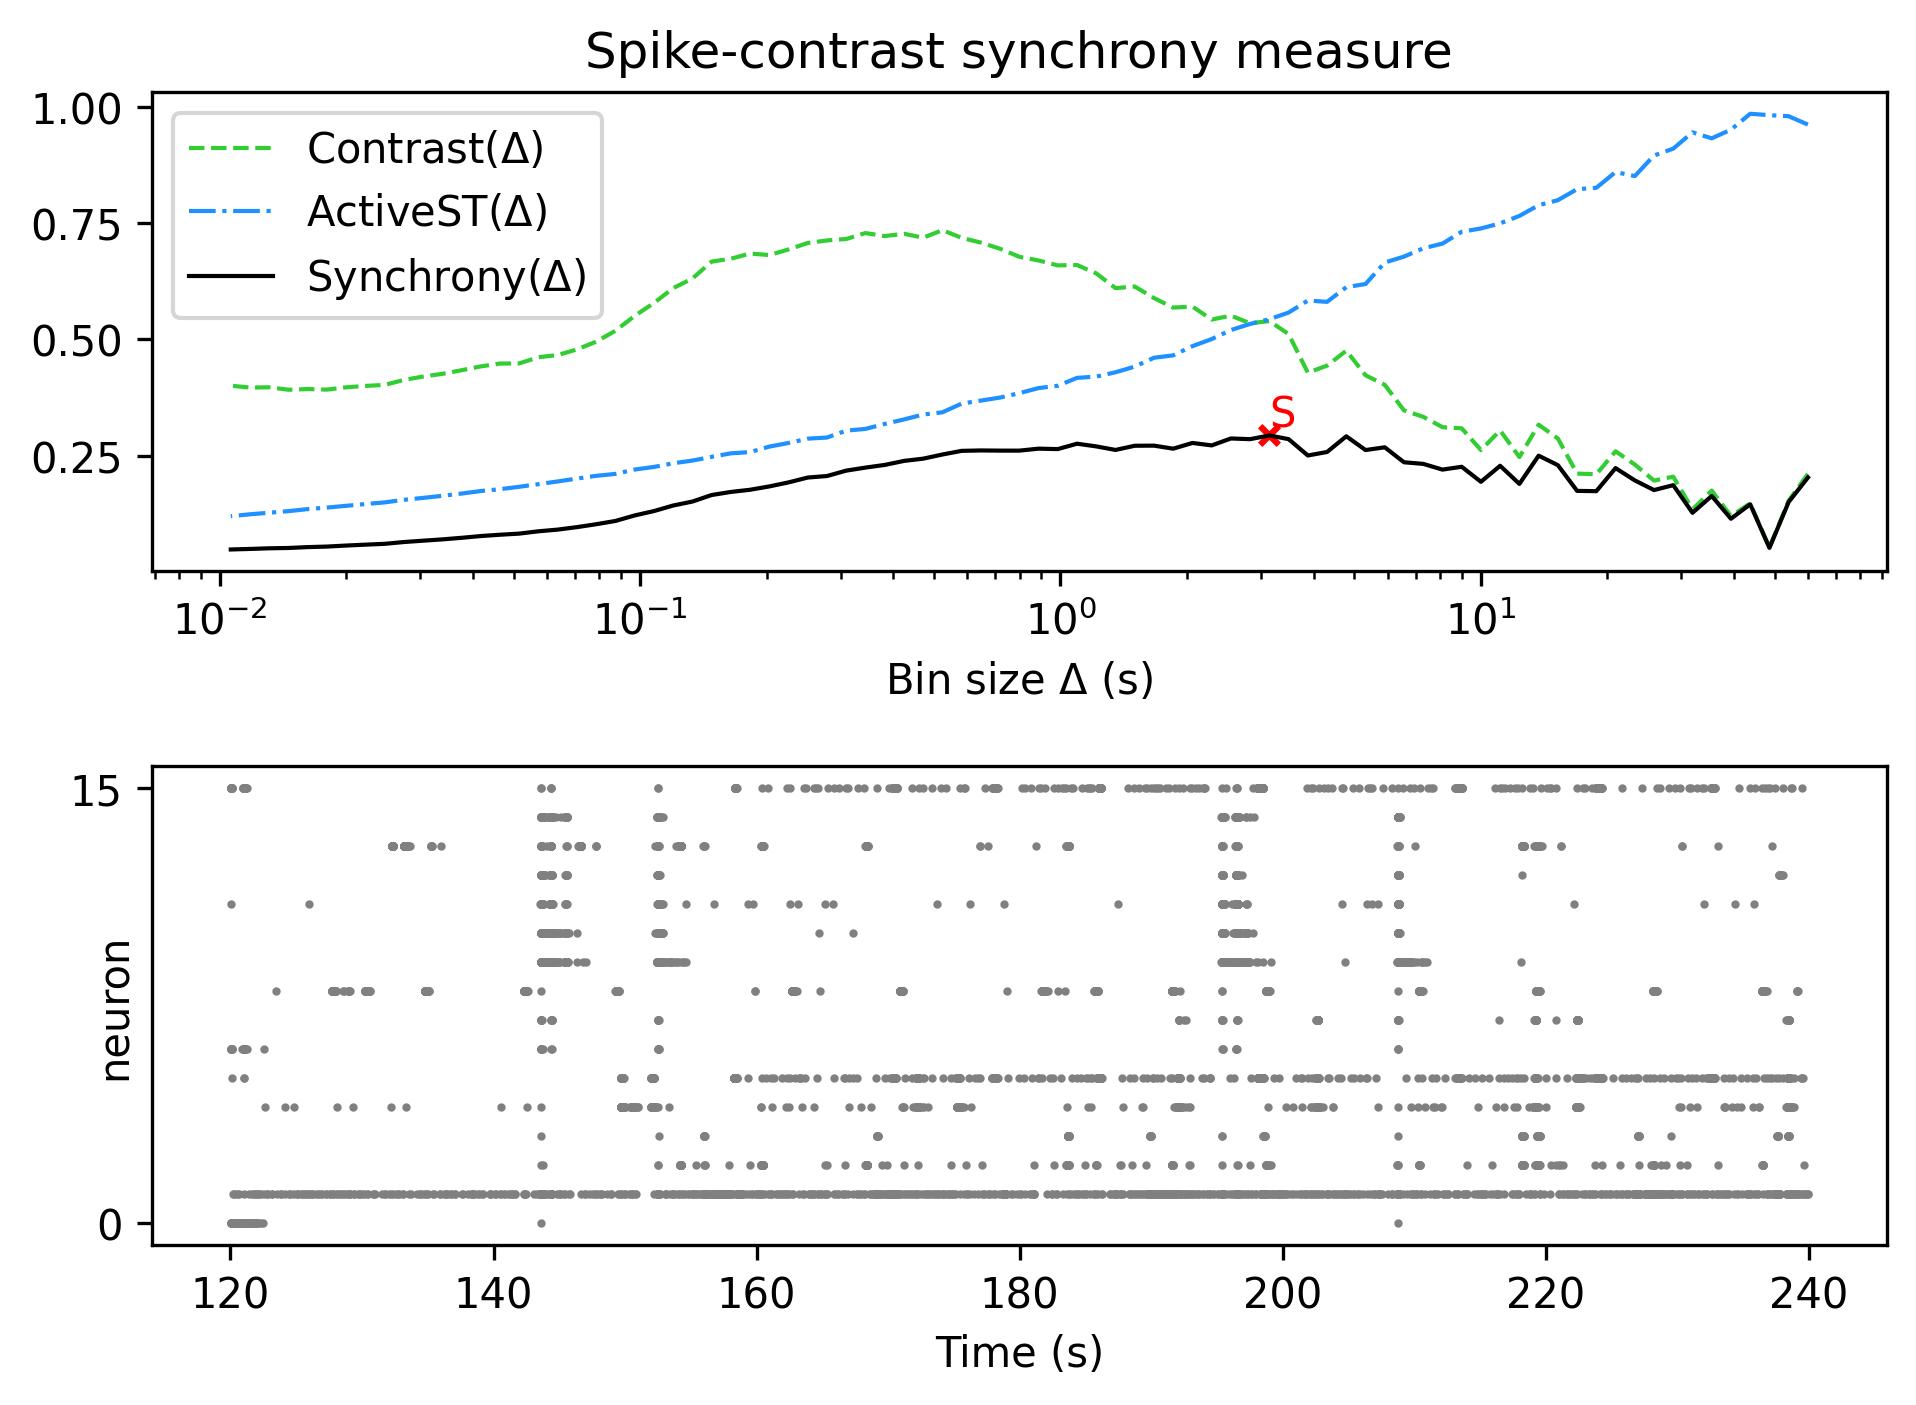 Spike-contrast synchrony measure
1.00
0.75
0.50
0.25
Contrast(Δ)
ActiveST(Δ)
Synchrony(Δ)
S
10⁻² 10⁻¹ 10⁰ 10¹
Bin size Δ (s)
15
0
neuron
120 140 160 180 200 220 240
Time (s)